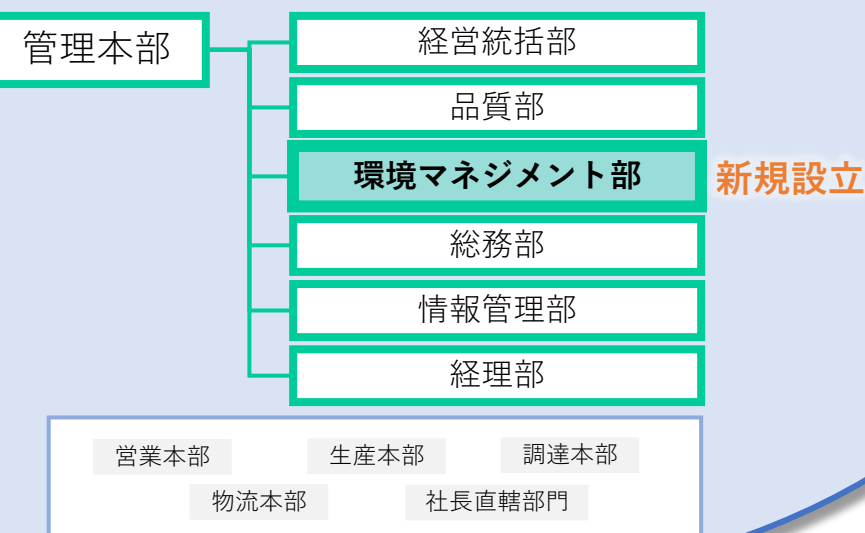 管理本部
経営統括部
品質部
環境マネジメント部
新規設立
総務部
情報管理部
経理部
営業本部 生産本部 調達本部
物流本部 社長直轄部門